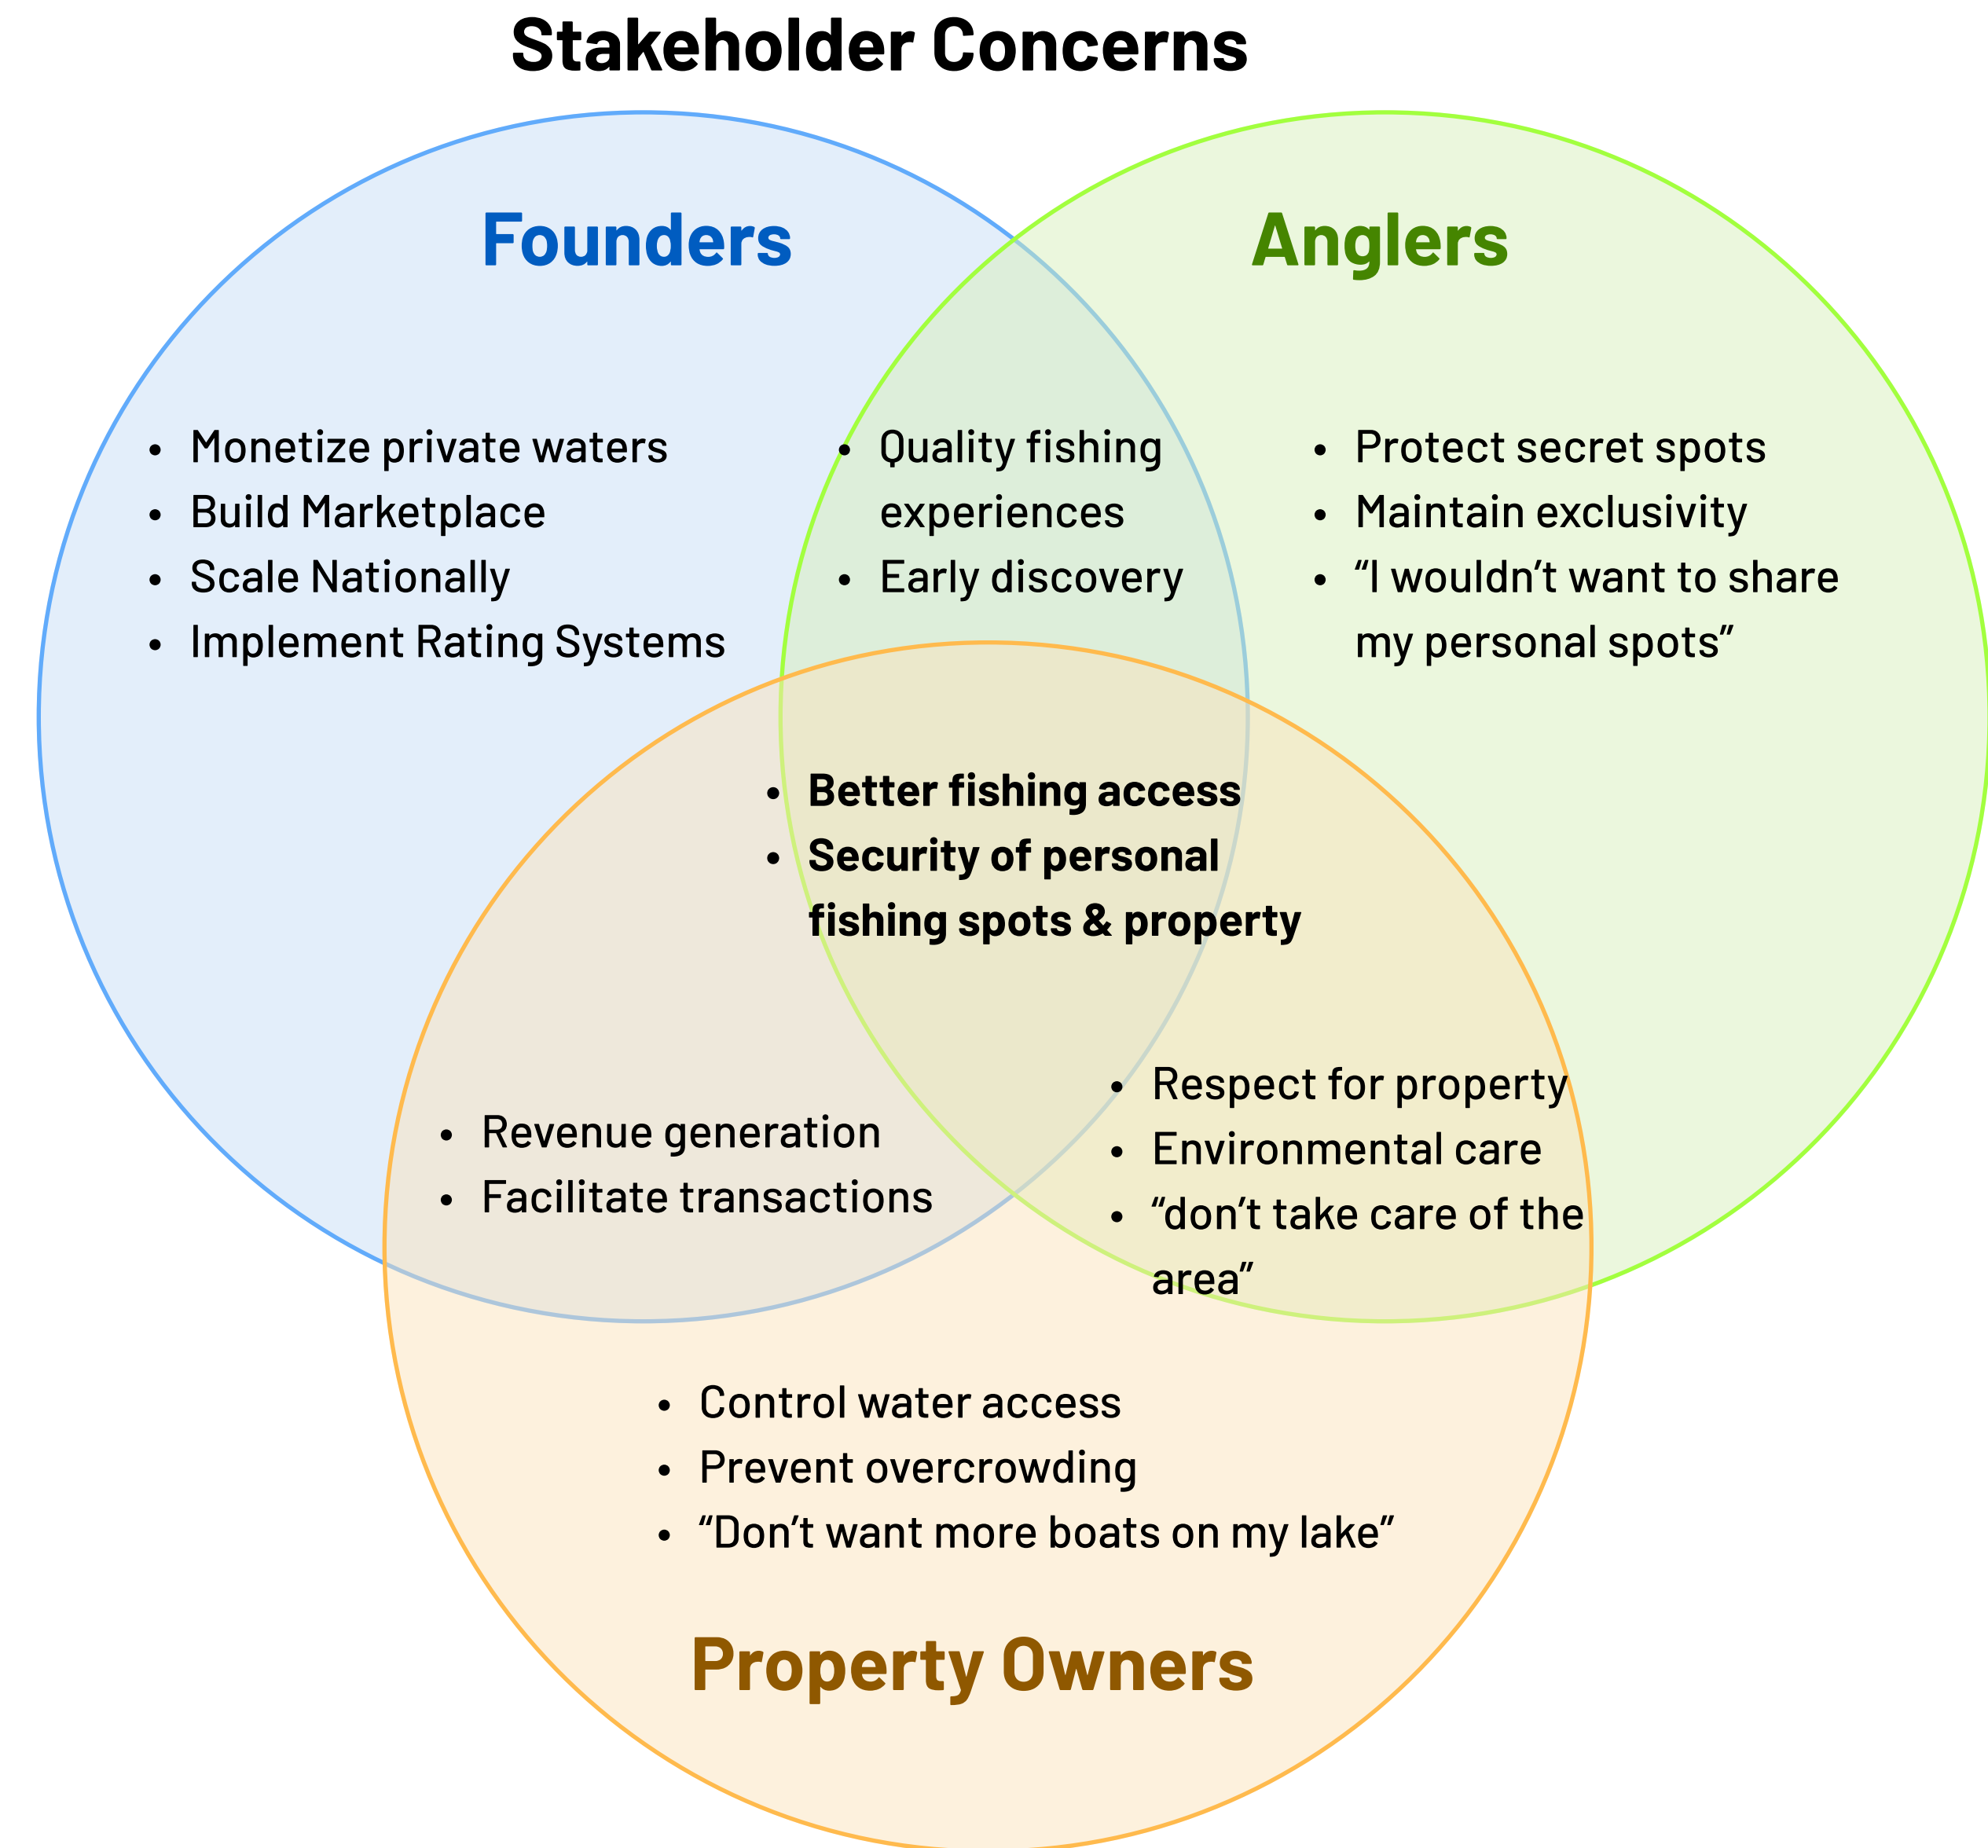 Stakeholder Concerns
Founders
Anglers
• Monetize private waters
• Build Marketplace
• Scale Nationally
• Implement Rating Systems
• Quality fishing
experiences
• Early discovery
• Protect secret spots
• Maintain exclusivity
• “I wouldn’t want to share
my personal spots”
• Better fishing access
• Security of personal
fishing spots & property
• Revenue generation
• Facilitate transactions
• Respect for property
• Environmental care
• “don’t take care of the
area”
• Control water access
• Prevent overcrowding
• “Don’t want more boats on my lake”
Property Owners